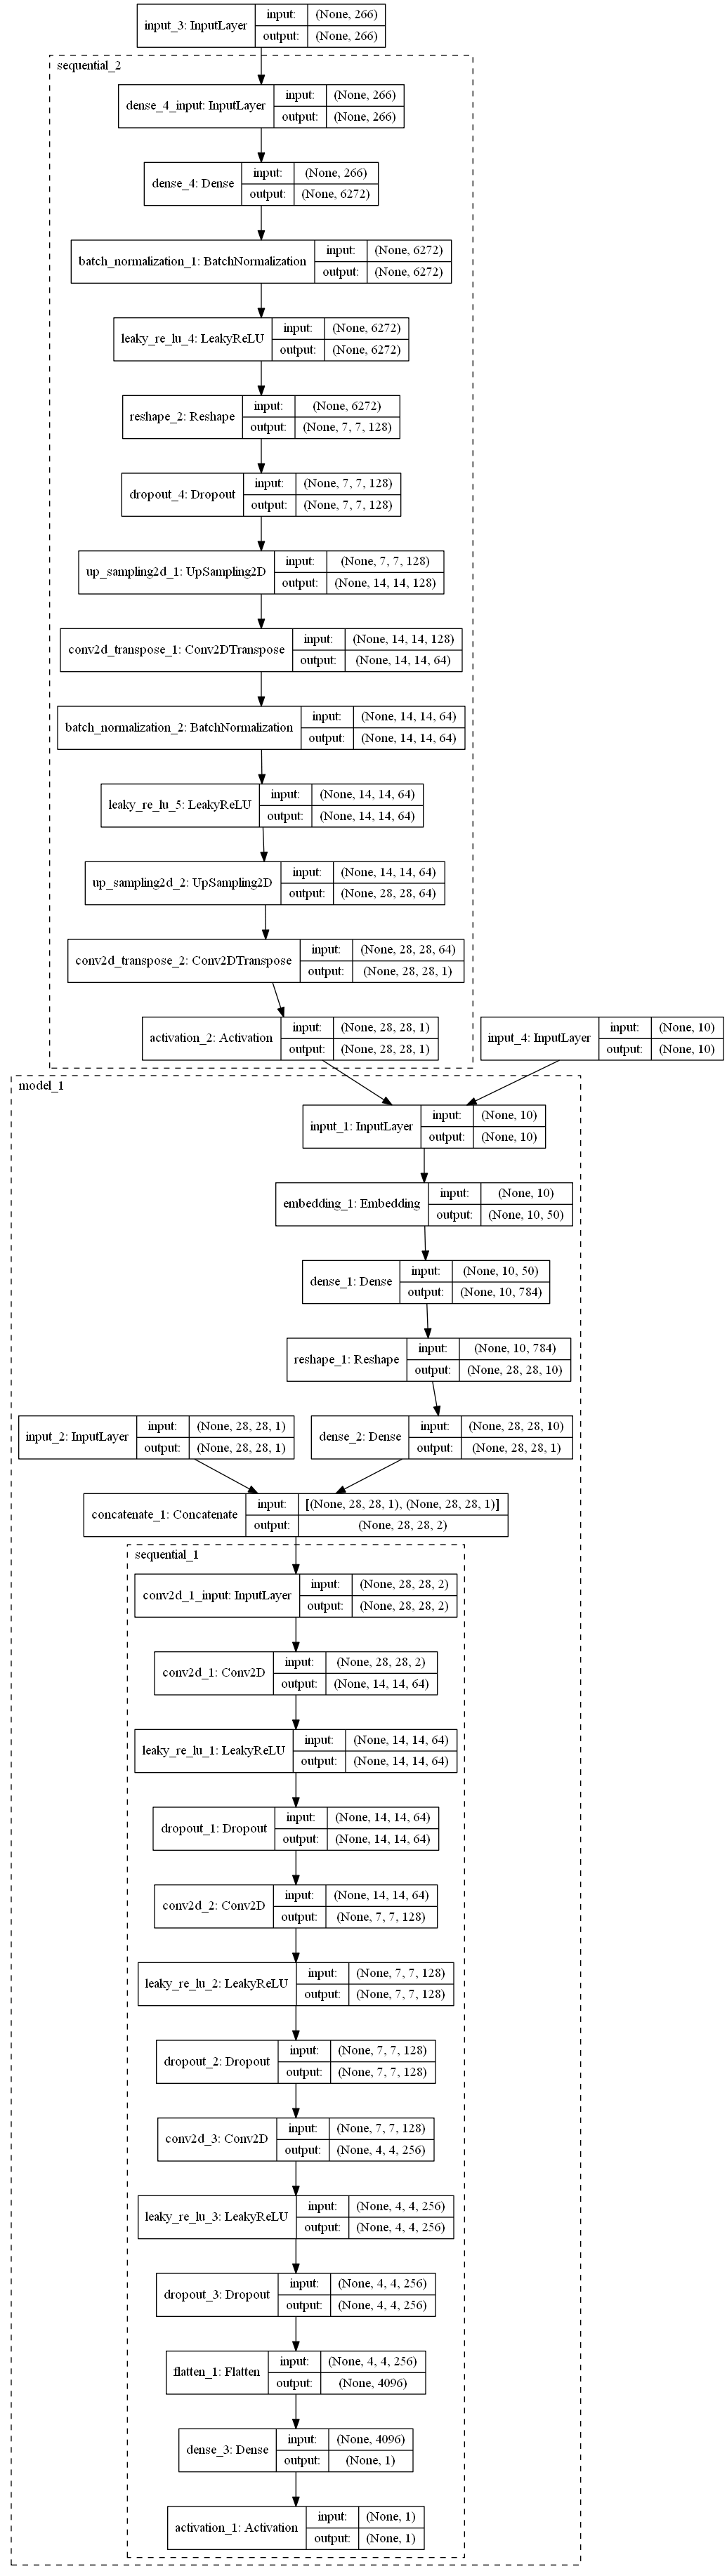 input_3: InputLayer input: (None, 266)
output: (None, 266)
sequential_2
dense_4_input: InputLayer input: (None, 266)
output: (None, 266)
dense_4: Dense input: (None, 266)
output: (None, 6272)
batch_normalization_1: BatchNormalization input: (None, 6272)
output: (None, 6272)
leaky_re_lu_4: LeakyReLU input: (None, 6272)
output: (None, 6272)
reshape_2: Reshape input: (None, 6272)
output: (None, 7, 7, 128)
dropout_4: Dropout input: (None, 7, 7, 128)
output: (None, 7, 7, 128)
up_sampling2d_1: UpSampling2D input: (None, 7, 7, 128)
output: (None, 14, 14, 128)
conv2d_transpose_1: Conv2DTranspose input: (None, 14, 14, 128)
output: (None, 14, 14, 64)
batch_normalization_2: BatchNormalization input: (None, 14, 14, 64)
output: (None, 14, 14, 64)
leaky_re_lu_5: LeakyReLU input: (None, 14, 14, 64)
output: (None, 14, 14, 64)
up_sampling2d_2: UpSampling2D input: (None, 14, 14, 64)
output: (None, 28, 28, 64)
conv2d_transpose_2: Conv2DTranspose input: (None, 28, 28, 64)
output: (None, 28, 28, 1)
activation_2: Activation input: (None, 28, 28, 1)
output: (None, 28, 28, 1)
input_4: InputLayer input: (None, 10)
output: (None, 10)
model_1
input_1: InputLayer input: (None, 10)
output: (None, 10)
embedding_1: Embedding input: (None, 10)
output: (None, 10, 50)
dense_1: Dense input: (None, 10, 50)
output: (None, 10, 784)
reshape_1: Reshape input: (None, 10, 784)
output: (None, 28, 28, 10)
input_2: InputLayer input: (None, 28, 28, 1)
output: (None, 28, 28, 1)
dense_2: Dense input: (None, 28, 28, 10)
output: (None, 28, 28, 1)
concatenate_1: Concatenate input: [(None, 28, 28, 1), (None, 28, 28, 1)]
output: (None, 28, 28, 2)
sequential_1
conv2d_1_input: InputLayer input: (None, 28, 28, 2)
output: (None, 28, 28, 2)
conv2d_1: Conv2D input: (None, 28, 28, 2)
output: (None, 14, 14, 64)
leaky_re_lu_1: LeakyReLU input: (None, 14, 14, 64)
output: (None, 14, 14, 64)
dropout_1: Dropout input: (None, 14, 14, 64)
output: (None, 14, 14, 64)
conv2d_2: Conv2D input: (None, 14, 14, 64)
output: (None, 7, 7, 128)
leaky_re_lu_2: LeakyReLU input: (None, 7, 7, 128)
output: (None, 7, 7, 128)
dropout_2: Dropout input: (None, 7, 7, 128)
output: (None, 7, 7, 128)
conv2d_3: Conv2D input: (None, 7, 7, 128)
output: (None, 4, 4, 256)
leaky_re_lu_3: LeakyReLU input: (None, 4, 4, 256)
output: (None, 4, 4, 256)
dropout_3: Dropout input: (None, 4, 4, 256)
output: (None, 4, 4, 256)
flatten_1: Flatten input: (None, 4, 4, 256)
output: (None, 4096)
dense_3: Dense input: (None, 4096)
output: (None, 1)
activation_1: Activation input: (None, 1)
output: (None, 1)